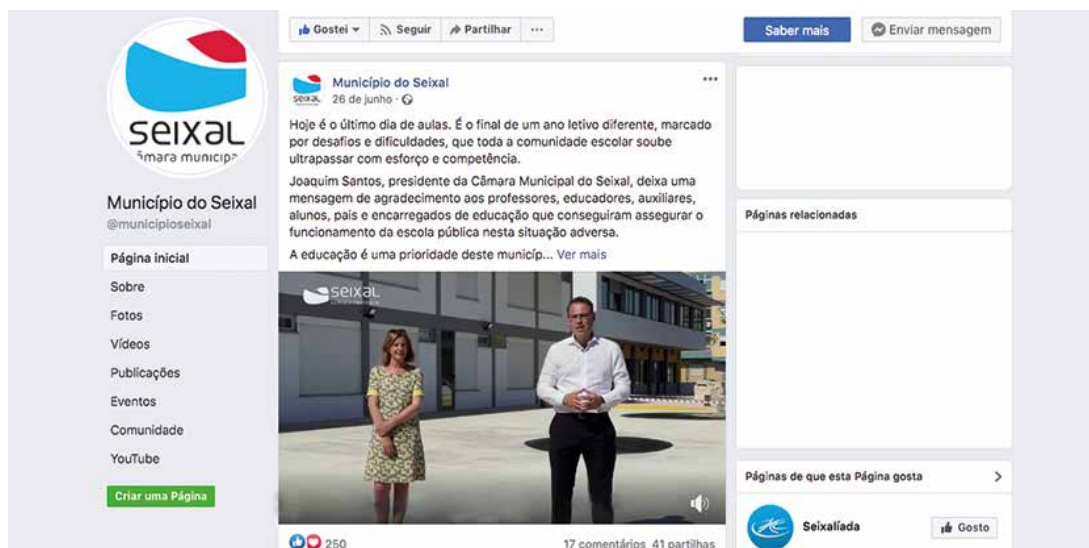 seixal
câmara municipa
Município do Seixal
@municipioseixal
Página inicial
Sobre
Fotos
Vídeos
Publicações
Eventos
Comunidade
YouTube
Criar uma Página
Gostei
Seguir
Partilhar
···
Saber mais
Enviar mensagem
seixal
Município do Seixal
26 de junho ·
Hoje é o último dia de aulas. É o final de um ano letivo diferente, marcado
por desafios e dificuldades, que toda a comunidade escolar soube
ultrapassar com esforço e competência.
Joaquim Santos, presidente da Câmara Municipal do Seixal, deixa uma
mensagem de agradecimento aos professores, educadores, auxiliares,
alunos, pais e encarregados de educação que conseguiram assegurar o
funcionamento da escola pública nesta situação adversa.
A educação é uma prioridade deste municíp... Ver mais
seixal
250
17 comentários 41 partilhas
Páginas relacionadas
Páginas de que esta Página gosta
Seixalíada
Gosto